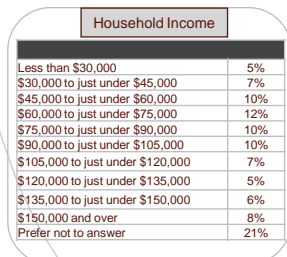 Household Income
Less than $30,000 5%
$30,000 to just under $45,000 7%
$45,000 to just under $60,000 10%
$60,000 to just under $75,000 12%
$75,000 to just under $90,000 10%
$90,000 to just under $105,000 10%
$105,000 to just under $120,000 7%
$120,000 to just under $135,000 5%
$135,000 to just under $150,000 6%
$150,000 and over 8%
Prefer not to answer 21%